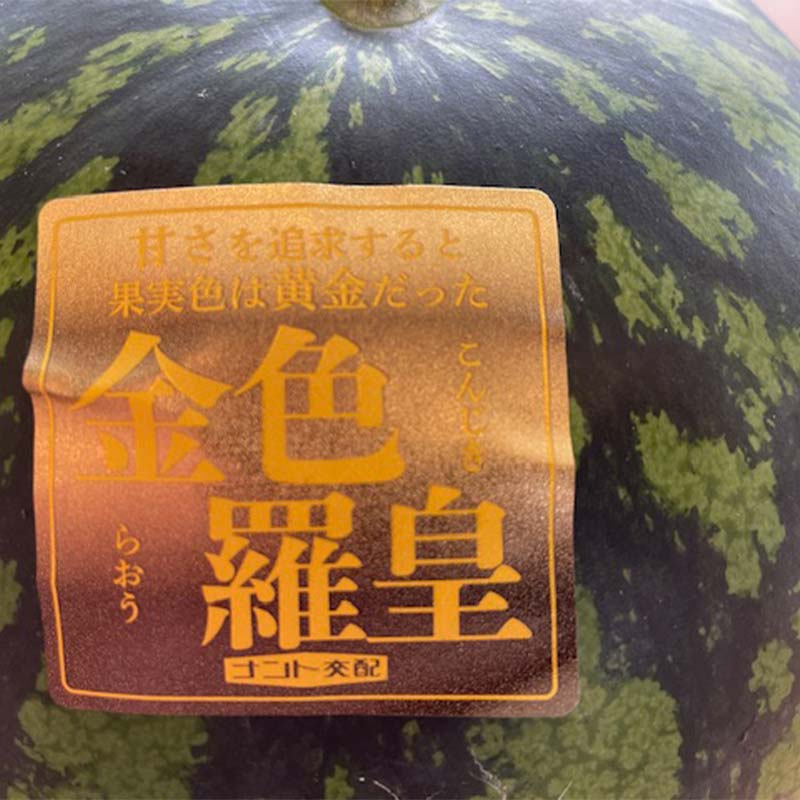 甘さを追求すると
果実色は黄金だった
金色
こんじき
羅皇
らおう
ナント交配